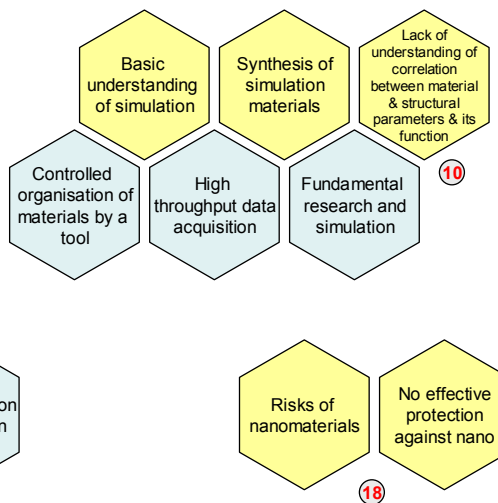 Basic
understanding
of simulation
Synthesis of
simulation
materials
Lack of
understanding of
correlation
between material
& structural
parameters & its
function
Controlled
organisation of
materials by a
tool
High
throughput data
acquisition
Fundamental
research and
simulation
10
on
n
Risks of
nanomaterials
No effective
protection
against nano
18